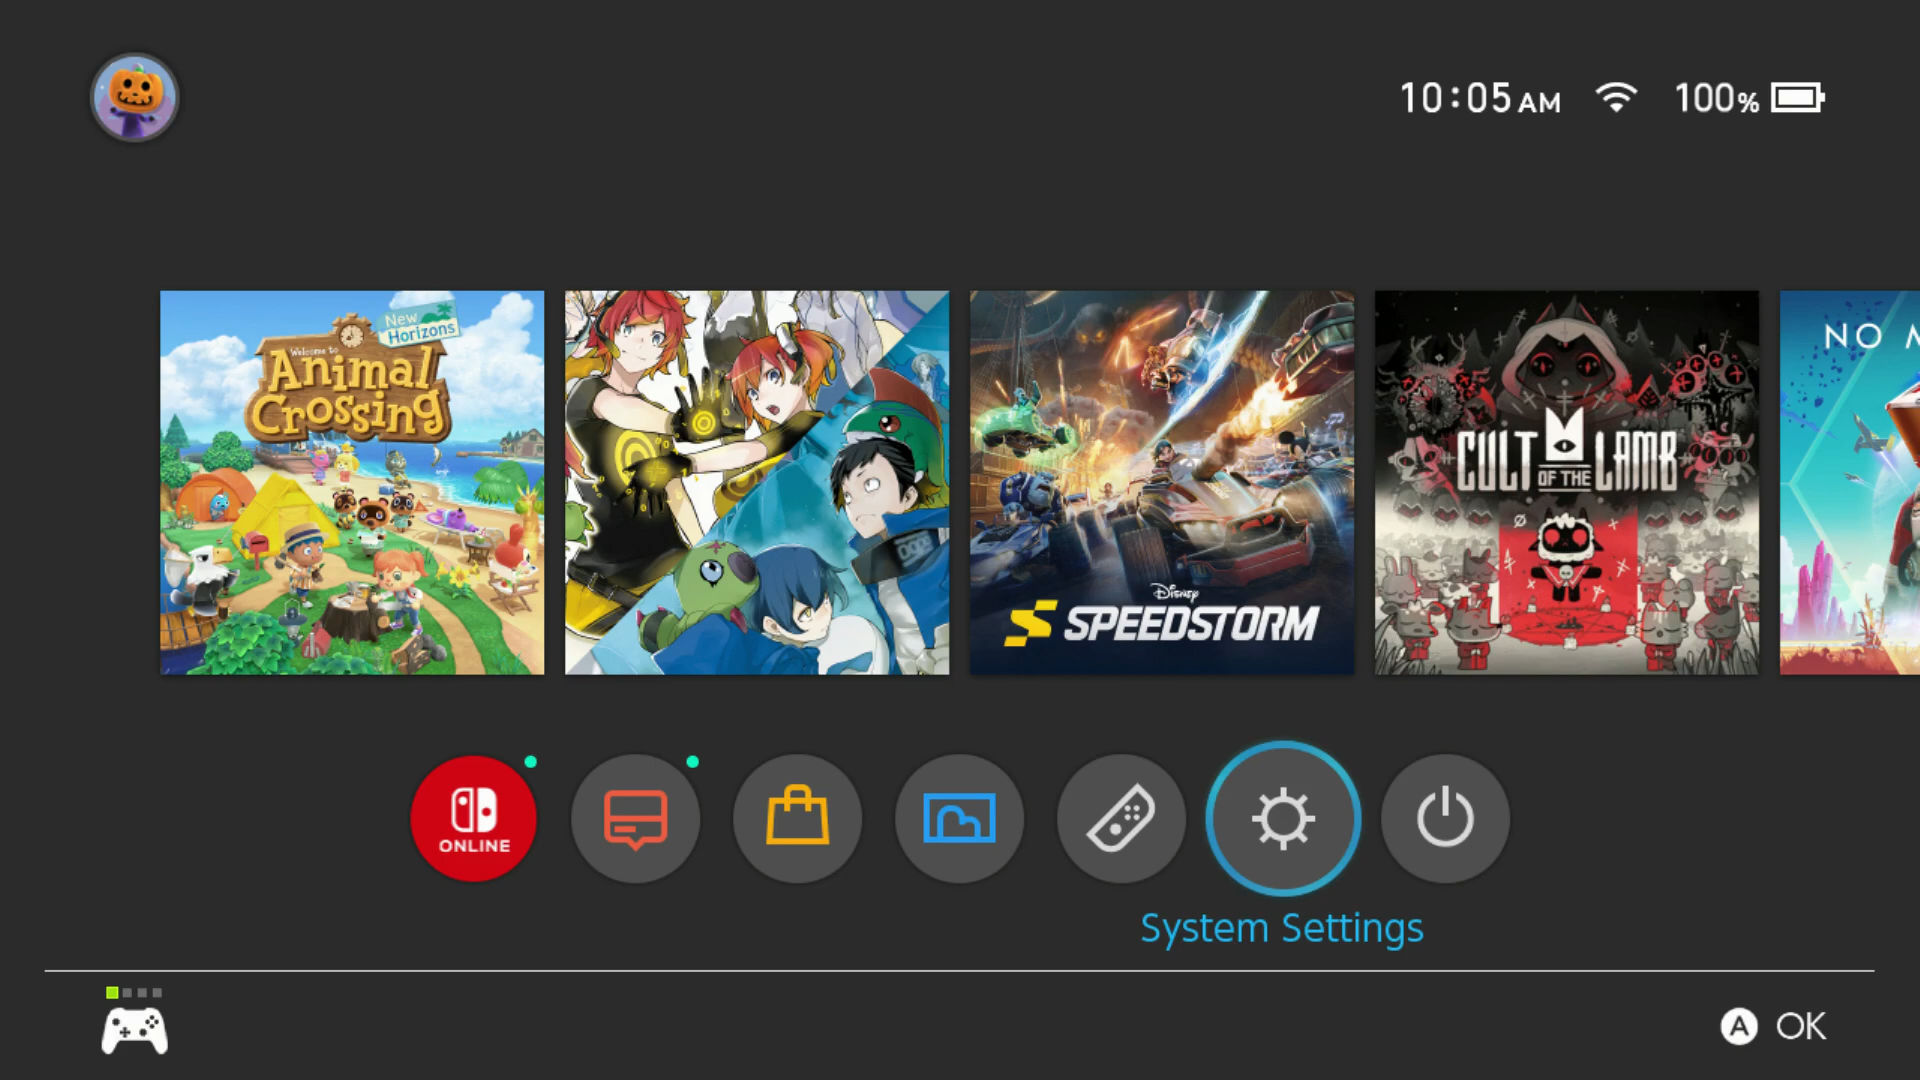 10:05 AM 100%
New
Horizons
Welcome to
Animal
Crossing
Disney
SPEEDSTORM
CULT
OF THE
LAMB
NO
ONLINE
System Settings
A OK